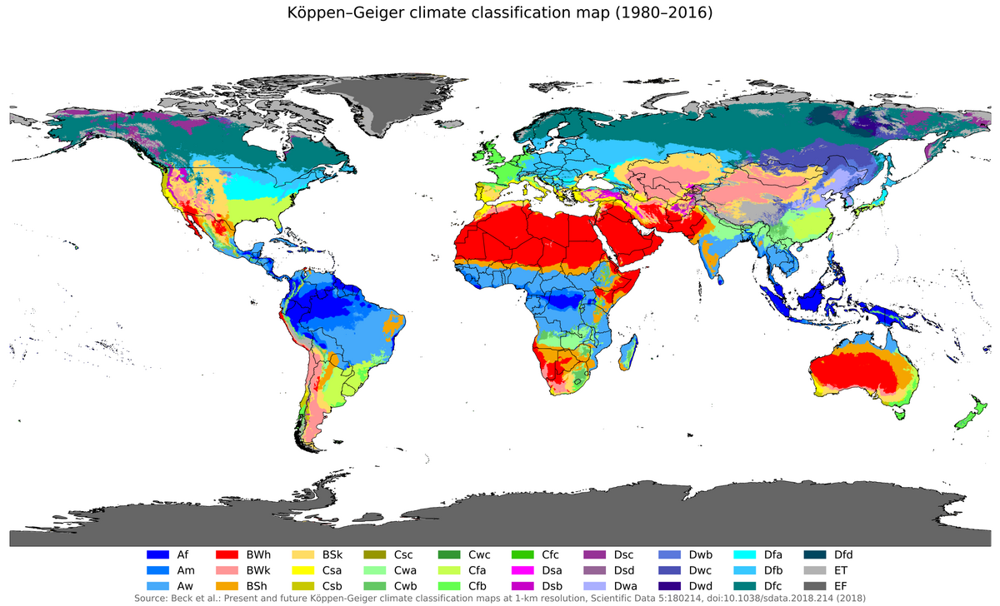 Köppen–Geiger climate classification map (1980–2016)
Af BWh BSk Csc Cwc Cfc Dsc Dwb Dfa Dfd
Am BWk Csa Cwa Cfa Dsa Dsd Dwc Dfb ET
Aw BSh Csb Cwb Cfb Dsb Dwa Dwd Dfc EF
Source: Beck et al.: Present and future Köppen-Geiger climate classification maps at 1-km resolution, Scientific Data 5:180214, doi:10.1038/sdata.2018.214 (2018)